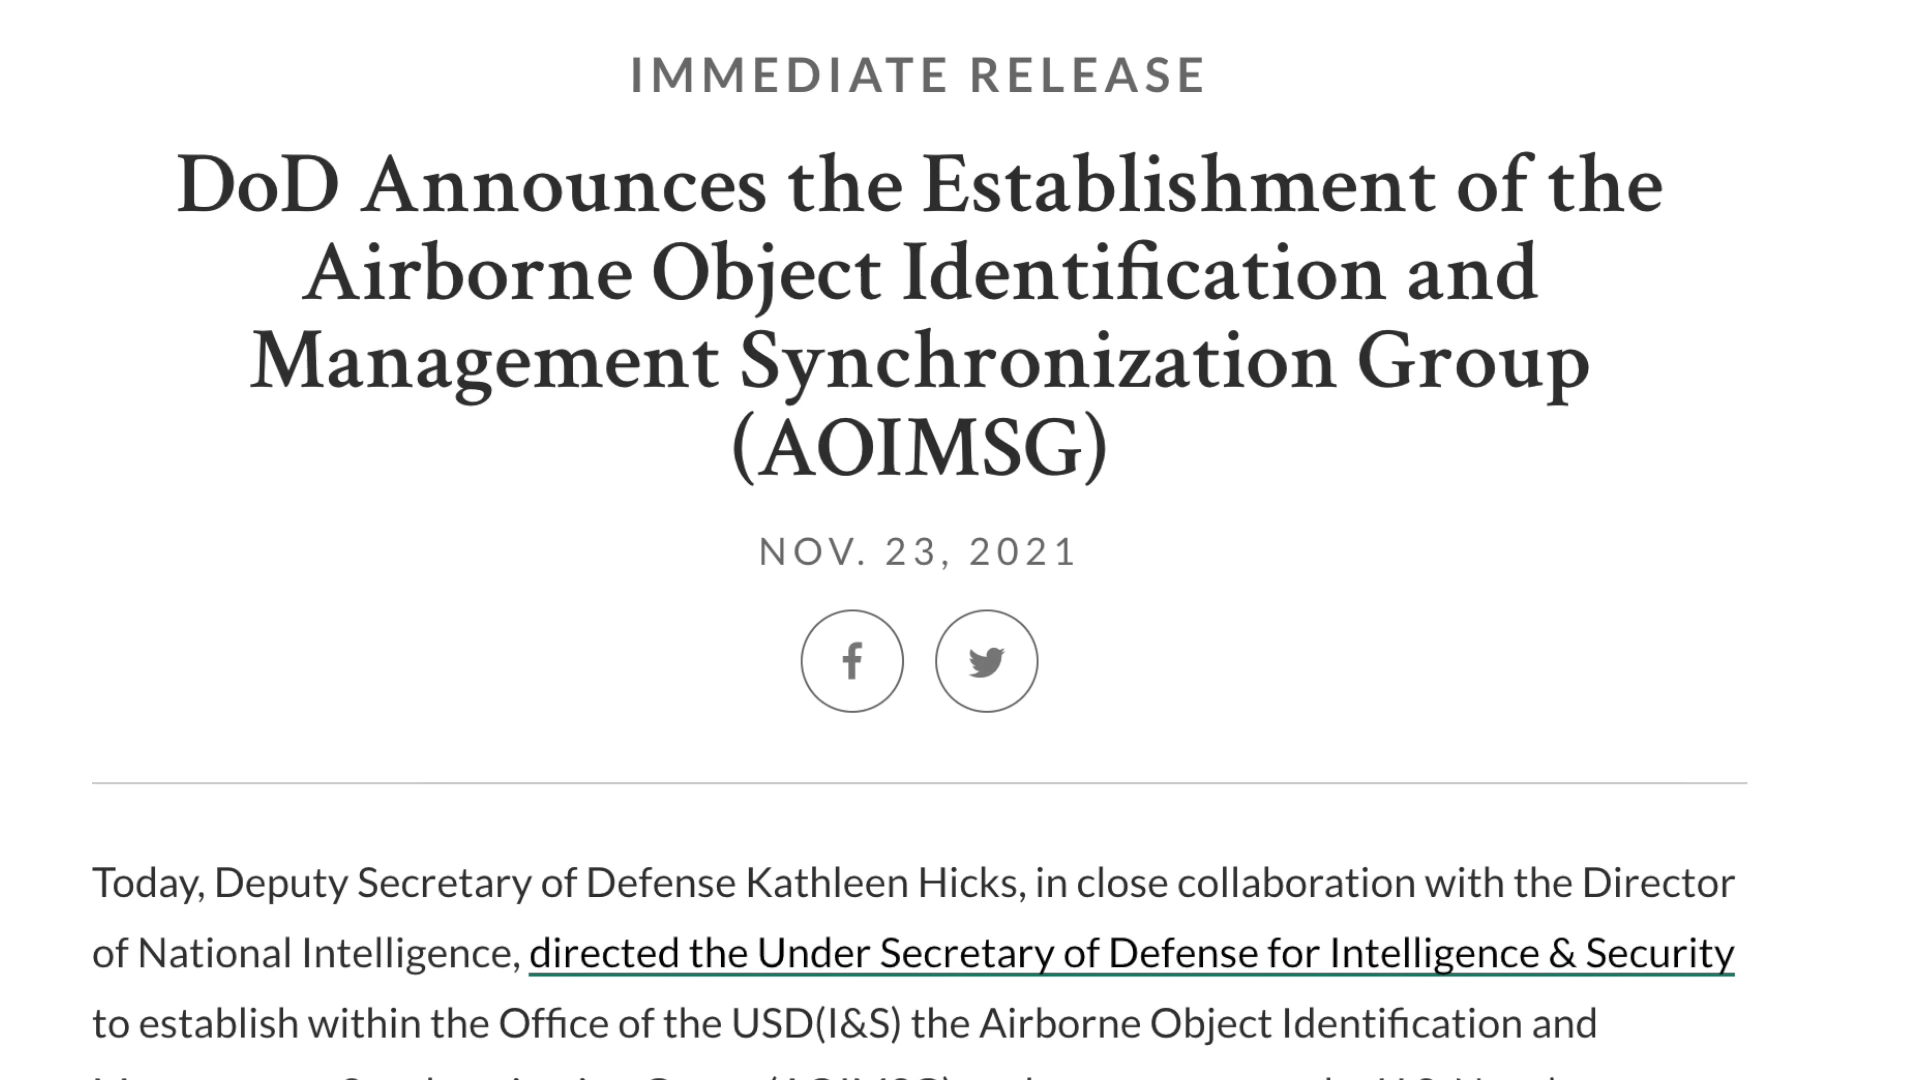 IMMEDIATE RELEASE
DoD Announces the Establishment of the
Airborne Object Identification and
Management Synchronization Group
(AOIMSG)
NOV. 23, 2021
Today, Deputy Secretary of Defense Kathleen Hicks, in close collaboration with the Director
of National Intelligence, directed the Under Secretary of Defense for Intelligence & Security
to establish within the Office of the USD(I&S) the Airborne Object Identification and